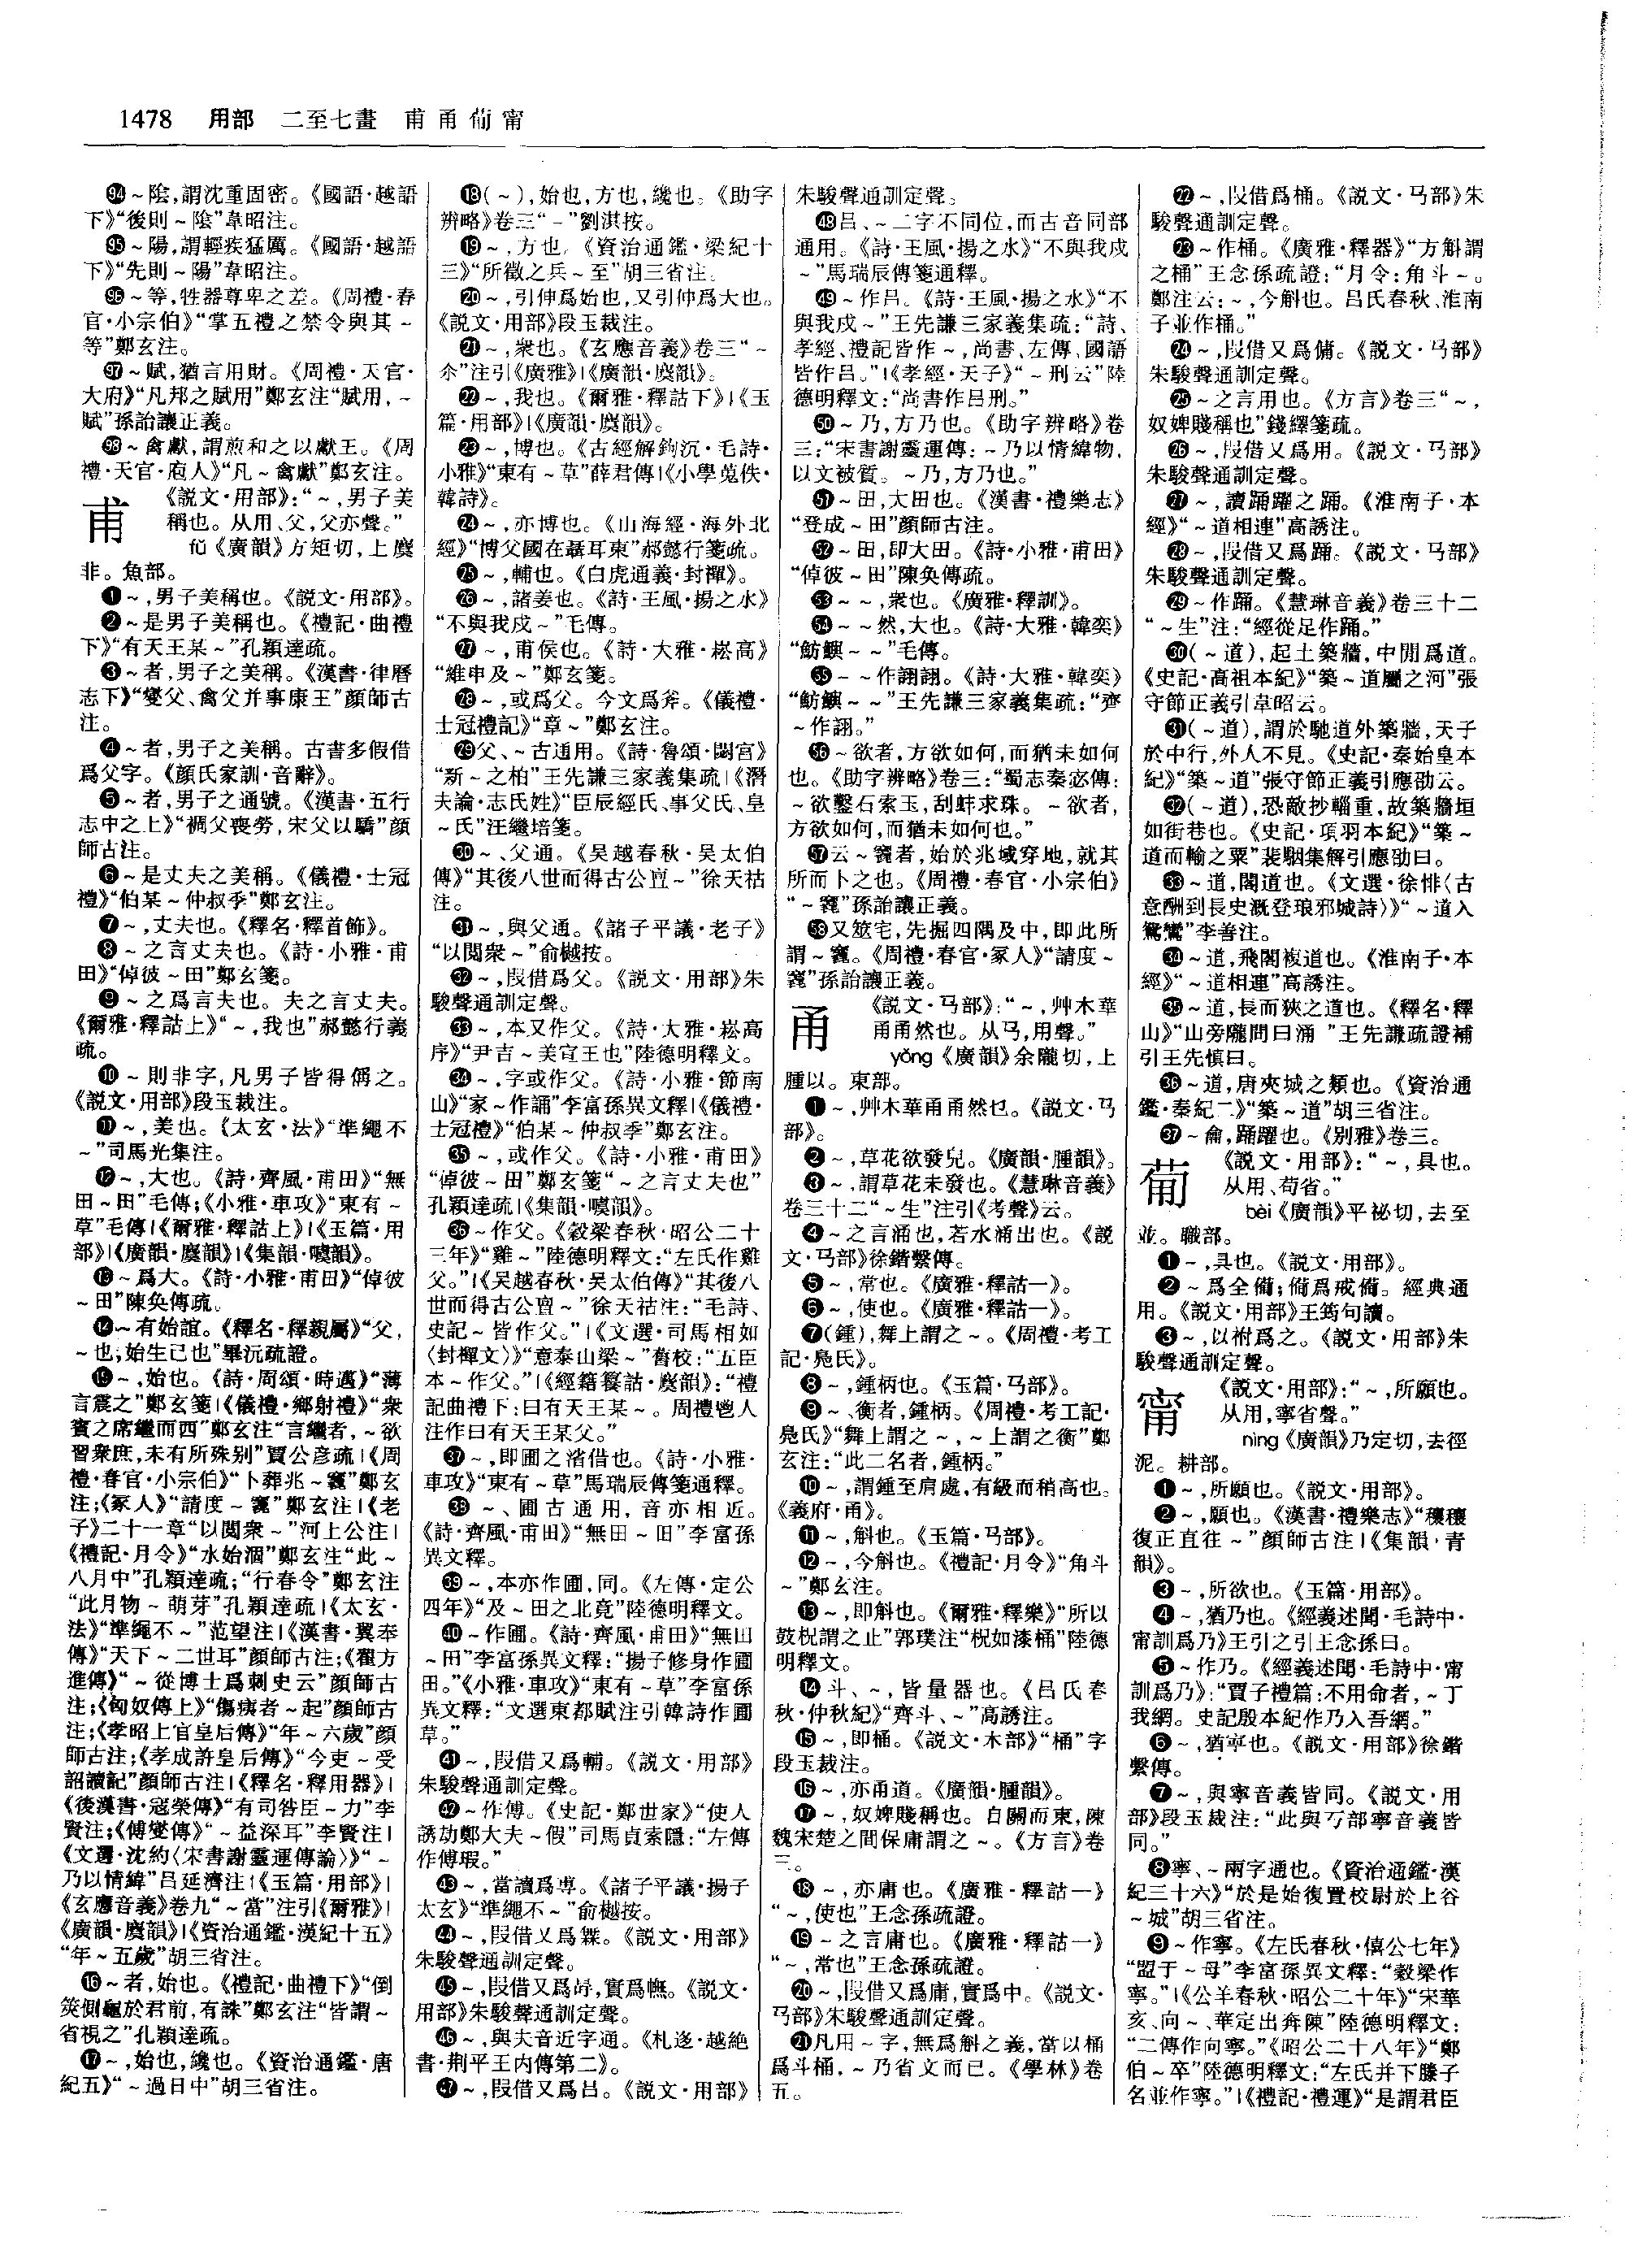 1478 用部 二至七畫 甫甬葡甯
94～陰,謂沈重固密。《國語·越語
下》“後則～陰”韋昭注。
95～陽,謂輕疾猛厲。《國語·越語
下》“先則～陽”韋昭注。
96～等,牲器尊卑之差。《周禮·春
官·小宗伯》“掌五禮之禁令與其～
等”鄭玄注。
97～賦,猶言用財。《周禮·天官·
大府》“凡邦之賦用”鄭玄注“賦用,～
賦”孫詒讓正義。
98～禽獻,謂煎和之以獻王。《周
禮·天官·庖人》“凡～禽獻”鄭玄注。
甫 《説文·用部》:“～,男子美
稱也。从用、父,父亦聲。”
fǔ《廣韻》方矩切,上麌
非。魚部。
❶～,男子美稱也。《説文·用部》。
❷～是男子美稱也。《禮記·曲禮
下》“有天王某～”孔穎達疏。
❸～者,男子之美稱。《漢書·律曆
志下》“燮父、禽父并事康王”顏師古
注。
❹～者,男子之美稱。古書多假借
爲父字。《顏氏家訓·音辭》。
❺～者,男子之通號。《漢書·五行
志中之上》“裯父喪勞,宋父以驕”顏
師古注。
❻～是丈夫之美稱。《儀禮·士冠
禮》“伯某～仲叔季”鄭玄注。
❼～,丈夫也。《釋名·釋首飾》。
❽～之言丈夫也。《詩·小雅·甫
田》“倬彼～田”鄭玄箋。
❾～之爲言夫也。夫之言丈夫。
《爾雅·釋詁上》“～,我也”郝懿行義
疏。
❿～則非字,凡男子皆得偁之。
《説文·用部》段玉裁注。
⓫～,美也。《太玄·法》“準繩不
～”司馬光集注。
⓬～,大也。《詩·齊風·甫田》“無
田～田”毛傳;《小雅·車攻》“東有～
草”毛傳|《爾雅·釋詁上》|《玉篇·用
部》|《廣韻·麌韻》|《集韻·噳韻》。
⓭～爲大。《詩·小雅·甫田》“倬彼
～田”陳奐傳疏。
⓮～有始誼。《釋名·釋親屬》“父,
～也;始生已也”畢沅疏證。
⓯～,始也。《詩·周頌·時邁》“薄
言震之”鄭玄箋|《儀禮·鄉射禮》“衆
賓之席繼而西”鄭玄注“言繼者,～欲
習衆庶,未有所殊别”賈公彦疏|《周
禮·春官·小宗伯》“卜葬兆～竁”鄭玄
注;《冢人》“請度～竁”鄭玄注|《老
子》二十一章“以閲衆～”河上公注|
《禮記·月令》“水始涸”鄭玄注“此～
八月中”孔穎達疏;“行春令”鄭玄注
“此月物～萌芽”孔穎達疏|《太玄·
法》“準繩不～”范望注|《漢書·翼奉
傳》“天下～二世耳”顏師古注;《翟方
進傳》“～從博士爲刺史云”顏師古
注;《匈奴傳上》“傷痍者～起”顏師古
注;《孝昭上官皇后傳》“年～六歲”顏
師古注;《孝成許皇后傳》“今吏～受
詔讀記”顏師古注|《釋名·釋用器》|
《後漢書·寇榮傳》“有司咎臣～力”李
賢注;《傅燮傳》“～益深耳”李賢注|
《文選·沈約〈宋書謝靈運傳論〉》“～
乃以情緯”吕延濟注|《玉篇·用部》|
《玄應音義》卷九“～當”注引《爾雅》|
《廣韻·麌韻》|《資治通鑑·漢紀十五》
“年～五歲”胡三省注。
⓰～者,始也。《禮記·曲禮下》“倒
筴側龜於君前,有誅”鄭玄注“皆謂～
省視之”孔穎達疏。
⓱～,始也,纔也。《資治通鑑·唐
紀五》“～過日中”胡三省注。
⓲(～),始也,方也,纔也。《助字
辨略》卷三“～”劉淇按。
⓳～,方也。《資治通鑑·梁紀十
三》“所徵之兵～至”胡三省注。
⓴～,引伸爲始也,又引伸爲大也。
《説文·用部》段玉裁注。
21～,衆也。《玄應音義》卷三“～
尒”注引《廣雅》|《廣韻·麌韻》。
22～,我也。《爾雅·釋詁下》|《玉
篇·用部》|《廣韻·麌韻》。
23～,博也。《古經解鉤沉·毛詩·
小雅》“東有～草”薛君傳|《小學蒐佚·
韓詩》。
24～,亦博也。《山海經·海外北
經》“博父國在聶耳東”郝懿行箋疏。
25～,輔也。《白虎通義·封禪》。
26～,諸姜也。《詩·王風·揚之水》
“不與我戍～”毛傳。
27～,甫侯也。《詩·大雅·崧高》
“維申及～”鄭玄箋。
28～,或爲父。今文爲斧。《儀禮·
士冠禮記》“章～”鄭玄注。
29父、～古通用。《詩·魯頌·閟宫》
“新～之柏”王先謙三家義集疏|《潛
夫論·志氏姓》“臣辰經氏、事父氏、皇
～氏”汪繼培箋。
30～、父通。《吴越春秋·吴太伯
傳》“其後八世而得古公亶～”徐天祜
注。
31～,與父通。《諸子平議·老子》
“以閲衆～”俞樾按。
32～,叚借爲父。《説文·用部》朱
駿聲通訓定聲。
33～,本又作父。《詩·大雅·崧高
序》“尹吉～美宣王也”陸德明釋文。
34～,字或作父。《詩·小雅·節南
山》“家～作誦”李富孫異文釋|《儀禮·
士冠禮》“伯某～仲叔季”鄭玄注。
35～,或作父。《詩·小雅·甫田》
“倬彼～田”鄭玄箋“～之言丈夫也”
孔穎達疏|《集韻·噳韻》。
36～作父。《穀梁春秋·昭公二十
三年》“雞～”陸德明釋文:“左氏作雞
父。”|《吴越春秋·吴太伯傳》“其後八
世而得古公亶～”徐天祜注:“毛詩、
史記～皆作父。”|《文選·司馬相如
〈封禪文〉》“意泰山梁～”舊校:“五臣
本～作父。”|《經籍籑詁·麌韻》:“禮
記曲禮下:曰有天王某～。周禮鬯人
注作曰有天王某父。”
37～,即圃之渻借也。《詩·小雅·
車攻》“東有～草”馬瑞辰傳箋通釋。
38～、圃古通用,音亦相近。
《詩·齊風·甫田》“無田～田”李富孫
異文釋。
39～,本亦作圃,同。《左傳·定公
四年》“及～田之北竟”陸德明釋文。
40～作圃。《詩·齊風·甫田》“無田
～田”李富孫異文釋:“揚子修身作圃
田。”《小雅·車攻》“東有～草”李富孫
異文釋:“文選東都賦注引韓詩作圃
草。”
41～,叚借又爲輔。《説文·用部》
朱駿聲通訓定聲。
42～作傅。《史記·鄭世家》“使人
誘劫鄭大夫～假”司馬貞索隱:“左傳
作傅瑕。”
43～,當讀爲專。《諸子平議·揚子
太玄》“準繩不～”俞樾按。
44～,叚借又爲䉤。《説文·用部》
朱駿聲通訓定聲。
45～,叚借又爲㝬,實爲幠。《説文·
用部》朱駿聲通訓定聲。
46～,與夫音近字通。《札迻·越絶
書·荆平王内傳第二》。
47～,叚借又爲吕。《説文·用部》
朱駿聲通訓定聲。
48吕、～二字不同位,而古音同部
通用。《詩·王風·揚之水》“不與我戍
～”馬瑞辰傳箋通釋。
49～作吕。《詩·王風·揚之水》“不
與我戍～”王先謙三家義集疏:“詩、
孝經、禮記皆作～,尚書、左傳、國語
皆作吕。”|《孝經·天子》“～刑云”陸
德明釋文:“尚書作吕刑。”
50～乃,方乃也。《助字辨略》卷
三:“宋書謝靈運傳:～乃以情緯物,
以文被質。～乃,方乃也。”
51～田,大田也。《漢書·禮樂志》
“登成～田”顏師古注。
52～田,即大田。《詩·小雅·甫田》
“倬彼～田”陳奐傳疏。
53～～,衆也。《廣雅·釋訓》。
54～～然,大也。《詩·大雅·韓奕》
“魴鱮～～”毛傳。
55～～作詡詡。《詩·大雅·韓奕》
“魴鱮～～”王先謙三家義集疏:“齊
～作詡。”
56～欲者,方欲如何,而猶未如何
也。《助字辨略》卷三:“蜀志秦宓傳:
～欲鑿石索玉,刮蚌求珠。～欲者,
方欲如何,而猶未如何也。”
57云～竁者,始於兆域穿地,就其
所而卜之也。《周禮·春官·小宗伯》
“～竁”孫詒讓正義。
58又筮宅,先掘四隅及中,即此所
謂～竁。《周禮·春官·冢人》“請度～
竁”孫詒讓正義。
甬 《説文·马部》:“～,艸木華
甬甬然也。从马,用聲。”
yǒng《廣韻》余隴切,上
腫以。東部。
❶～,艸木華甬甬然也。《説文·马
部》。
❷～,草花欲發皃。《廣韻·腫韻》。
❸～,謂草花未發也。《慧琳音義》
卷三十二“～生”注引《考聲》云。
❹～之言涌也,若水涌出也。《説
文·马部》徐鍇繫傳。
❺～,常也。《廣雅·釋詁一》。
❻～,使也。《廣雅·釋詁一》。
❼(鍾),舞上謂之～。《周禮·考工
記·鳧氏》。
❽～,鍾柄也。《玉篇·马部》。
❾～、衡者,鍾柄。《周禮·考工記·
鳧氏》“舞上謂之～,～上謂之衡”鄭
玄注:“此二名者,鍾柄。”
❿～,謂鍾至肩處,有級而稍高也。
《義府·甬》。
⓫～,斛也。《玉篇·马部》。
⓬～,今斛也。《禮記·月令》“角斗
～”鄭玄注。
⓭～,即斛也。《爾雅·釋樂》“所以
鼓柷謂之止”郭璞注“柷如漆桶”陸德
明釋文。
⓮斗、～,皆量器也。《吕氏春
秋·仲秋紀》“齊斗、～”高誘注。
⓯～,即桶。《説文·木部》“桶”字
段玉裁注。
⓰～,亦甬道。《廣韻·腫韻》。
⓱～,奴婢賤稱也。自關而東,陳
魏宋楚之間保庸謂之～。《方言》卷
三。
⓲～,亦庸也。《廣雅·釋詁一》
“～,使也”王念孫疏證。
⓳～之言庸也。《廣雅·釋詁一》
“～,常也”王念孫疏證。
⓴～,叚借又爲庸,實爲中。《説文·
马部》朱駿聲通訓定聲。
21凡用～字,無爲斛之義,當以桶
爲斗桶,～乃省文而已。《學林》卷
五。
22～,叚借爲桶。《説文·马部》朱
駿聲通訓定聲。
23～作桶。《廣雅·釋器》“方斛謂
之桶”王念孫疏證:“月令:角斗～。
鄭注云:～,今斛也。吕氏春秋、淮南
子並作桶。”
24～,叚借又爲傭。《説文·马部》
朱駿聲通訓定聲。
25～之言用也。《方言》卷三“～,
奴婢賤稱也”錢繹箋疏。
26～,叚借又爲用。《説文·马部》
朱駿聲通訓定聲。
27～,讀踊躍之踊。《淮南子·本
經》“～道相連”高誘注。
28～,叚借又爲踊。《説文·马部》
朱駿聲通訓定聲。
29～作踊。《慧琳音義》卷三十二
“～生”注:“經從足作踊。”
30(～道),起土築牆,中閒爲道。
《史記·高祖本紀》“築～道屬之河”張
守節正義引韋昭云。
31(～道),謂於馳道外築牆,天子
於中行,外人不見。《史記·秦始皇本
紀》“築～道”張守節正義引應劭云。
32(～道),恐敵抄輜重,故築牆垣
如街巷也。《史記·項羽本紀》“築～
道而輸之粟”裴駰集解引應劭曰。
33～道,閣道也。《文選·徐悱〈古
意酬到長史溉登琅邪城詩〉》“～道入
鴛鸞”李善注。
34～道,飛閣複道也。《淮南子·本
經》“～道相連”高誘注。
35～道,長而狹之道也。《釋名·釋
山》“山旁隴間曰涌”王先謙疏證補
引王先慎曰。
36～道,唐夾城之類也。《資治通
鑑·秦紀二》“築～道”胡三省注。
37～龠,踊躍也。《别雅》卷三。
葡 《説文·用部》:“～,具也。
从用、苟省。”
bèi《廣韻》平祕切,去至
並。職部。
❶～,具也。《説文·用部》。
❷～爲全葡;備爲戒備。經典通
用。《説文·用部》王筠句讀。
❸～,以柎爲之。《説文·用部》朱
駿聲通訓定聲。
甯 《説文·用部》:“～,所願也。
从用,寧省聲。”
nìng《廣韻》乃定切,去徑
泥。耕部。
❶～,所願也。《説文·用部》。
❷～,願也。《漢書·禮樂志》“穰穰
復正直往～”顏師古注|《集韻·青
韻》。
❸～,所欲也。《玉篇·用部》。
❹～,猶乃也。《經義述聞·毛詩中·
甯訓爲乃》王引之引王念孫曰。
❺～作乃。《經義述聞·毛詩中·甯
訓爲乃》:“賈子禮篇:不用命者,～丁
我網。史記殷本紀作乃入吾網。”
❻～,猶寧也。《説文·用部》徐鍇
繫傳。
❼～,與寧音義皆同。《説文·用
部》段玉裁注:“此與丂部寧音義皆
同。”
❽寧、～兩字通也。《資治通鑑·漢
紀三十六》“於是始復置校尉於上谷
～城”胡三省注。
❾～作寧。《左氏春秋·僖公七年》
“盟于～母”李富孫異文釋:“穀梁作
寧。”|《公羊春秋·昭公二十年》“宋華
亥、向～、華定出奔陳”陸德明釋文:
“二傳作向寧。”《昭公二十八年》“鄭
伯～卒”陸德明釋文:“左氏并下滕子
名並作寧。”|《禮記·禮運》“是謂君臣